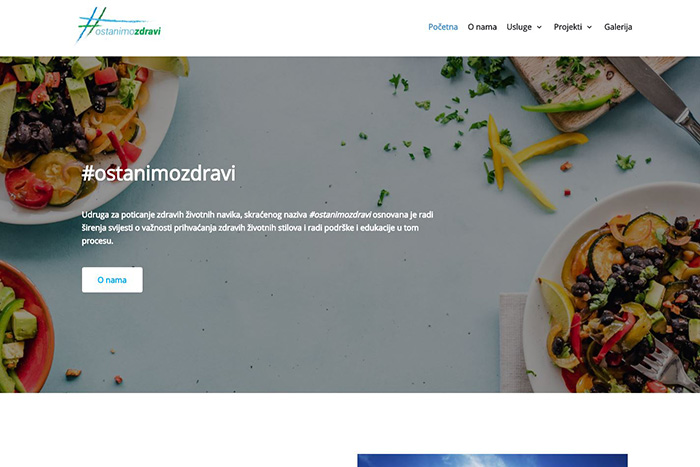 #ostanimozdravi
Početna O nama Usluge Projekti Galerija
#ostanimozdravi
Udruga za poticanje zdravih životnih navika, skraćenog naziva #ostanimozdravi osnovana je radi
širenja svijesti o važnosti prihvaćanja zdravih životnih stilova i radi podrške i edukacije u tom
procesu.
O nama